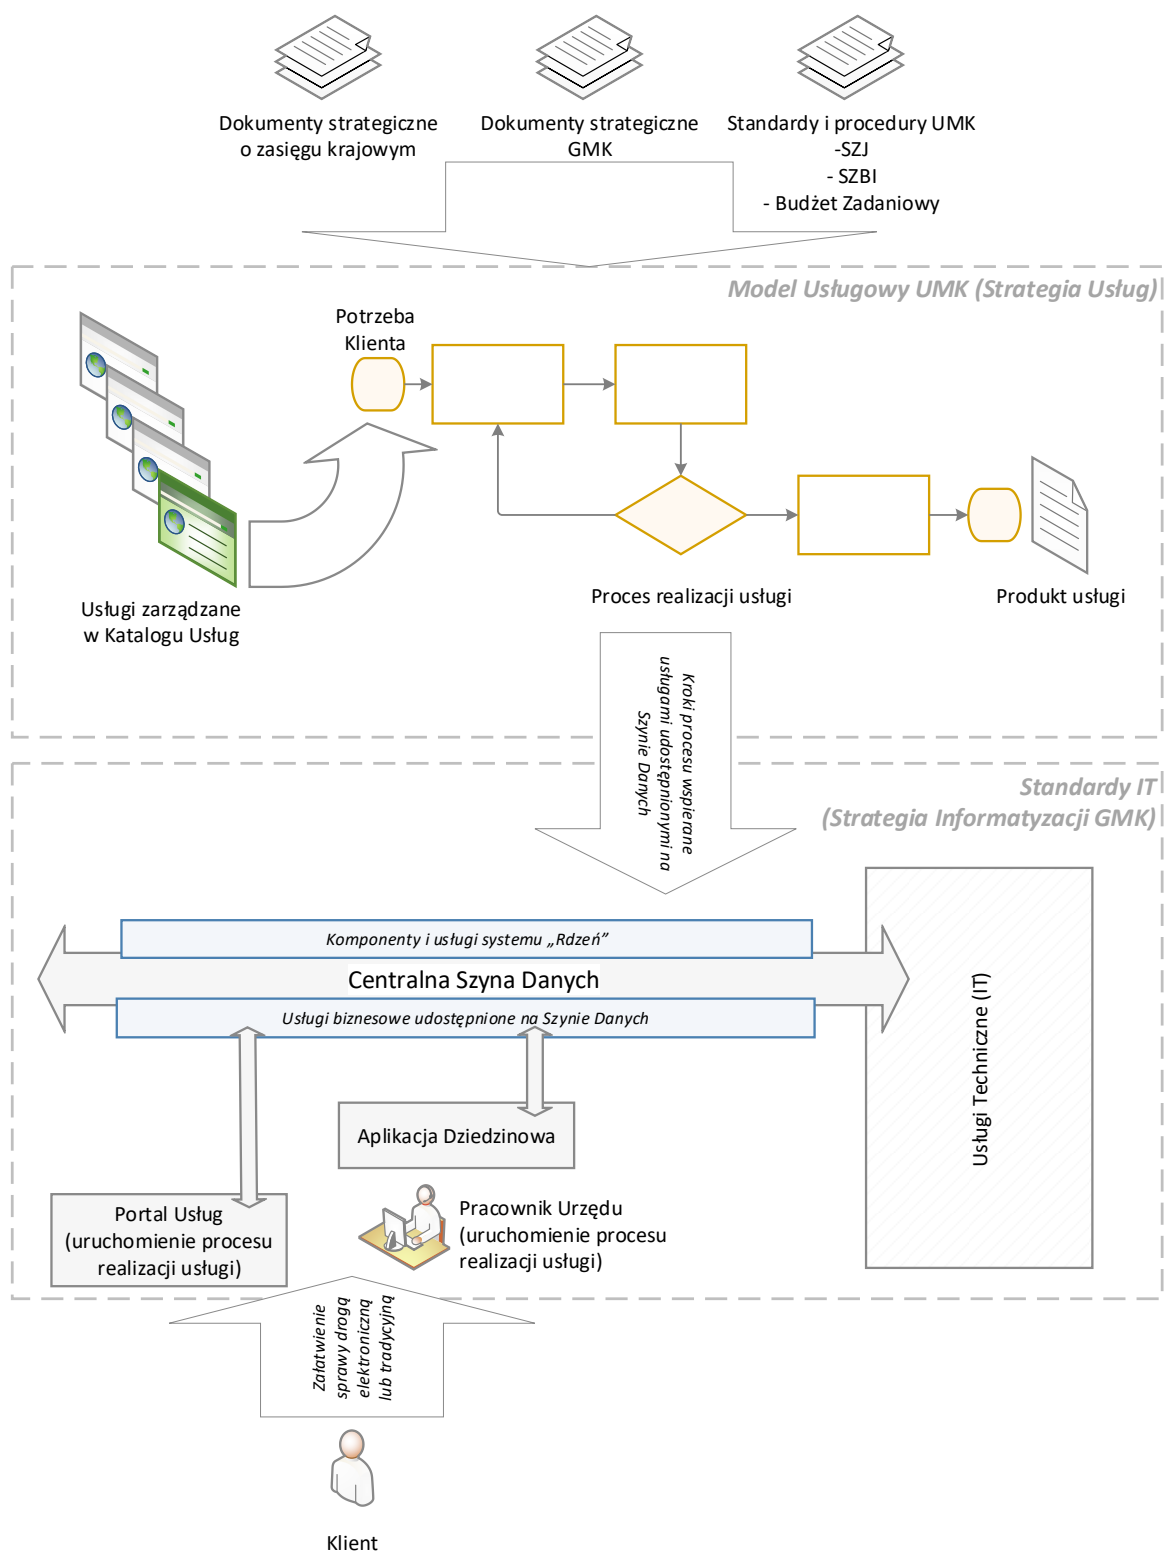 Dokumenty strategiczne
o zasięgu krajowym
Dokumenty strategiczne
GMK
Standardy i procedury UMK
-SZJ
- SZBI
- Budżet Zadaniowy
Model Usługowy UMK (Strategia Usług)
Potrzeba
Klienta
Usługi zarządzane
w Katalogu Usług
Proces realizacji usługi
Produkt usługi
Kroki procesu wspierane
usługami udostępnionymi na
Szynie Danych
Standardy IT
(Strategia Informatyzacji GMK)
Komponenty i usługi systemu „Rdzeń”
Centralna Szyna Danych
Usługi biznesowe udostępnione na Szynie Danych
Usługi Techniczne (IT)
Aplikacja Dziedzinowa
Portal Usług
(uruchomienie procesu
realizacji usługi)
Pracownik Urzędu
(uruchomienie procesu
realizacji usługi)
Załatwienie
sprawy drogą
elektroniczną
lub tradycyjną
Klient